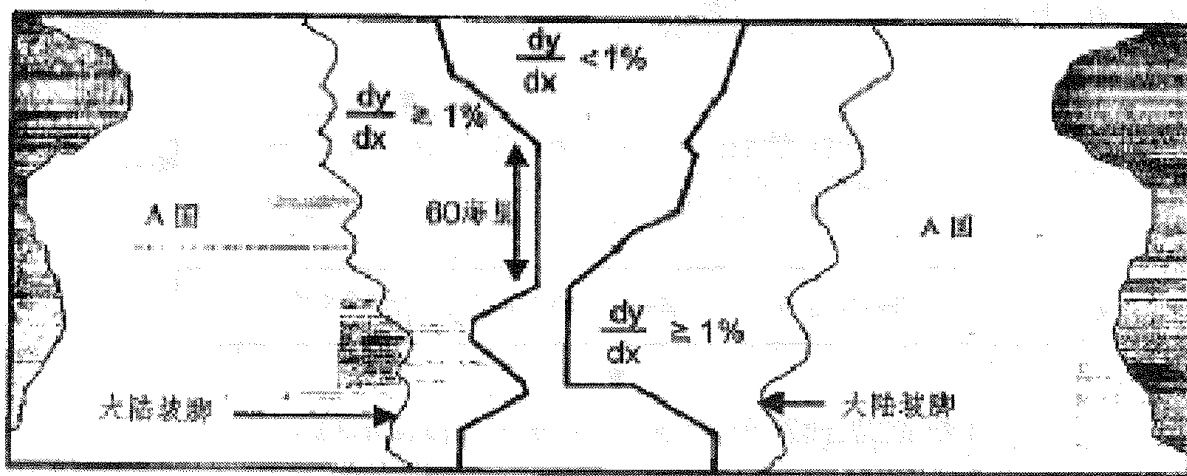 dy/dx <1%
dy/dx ≧ 1%
60海里
A 国
A 国
dy/dx ≧ 1%
大陆坡脚
大陆坡脚